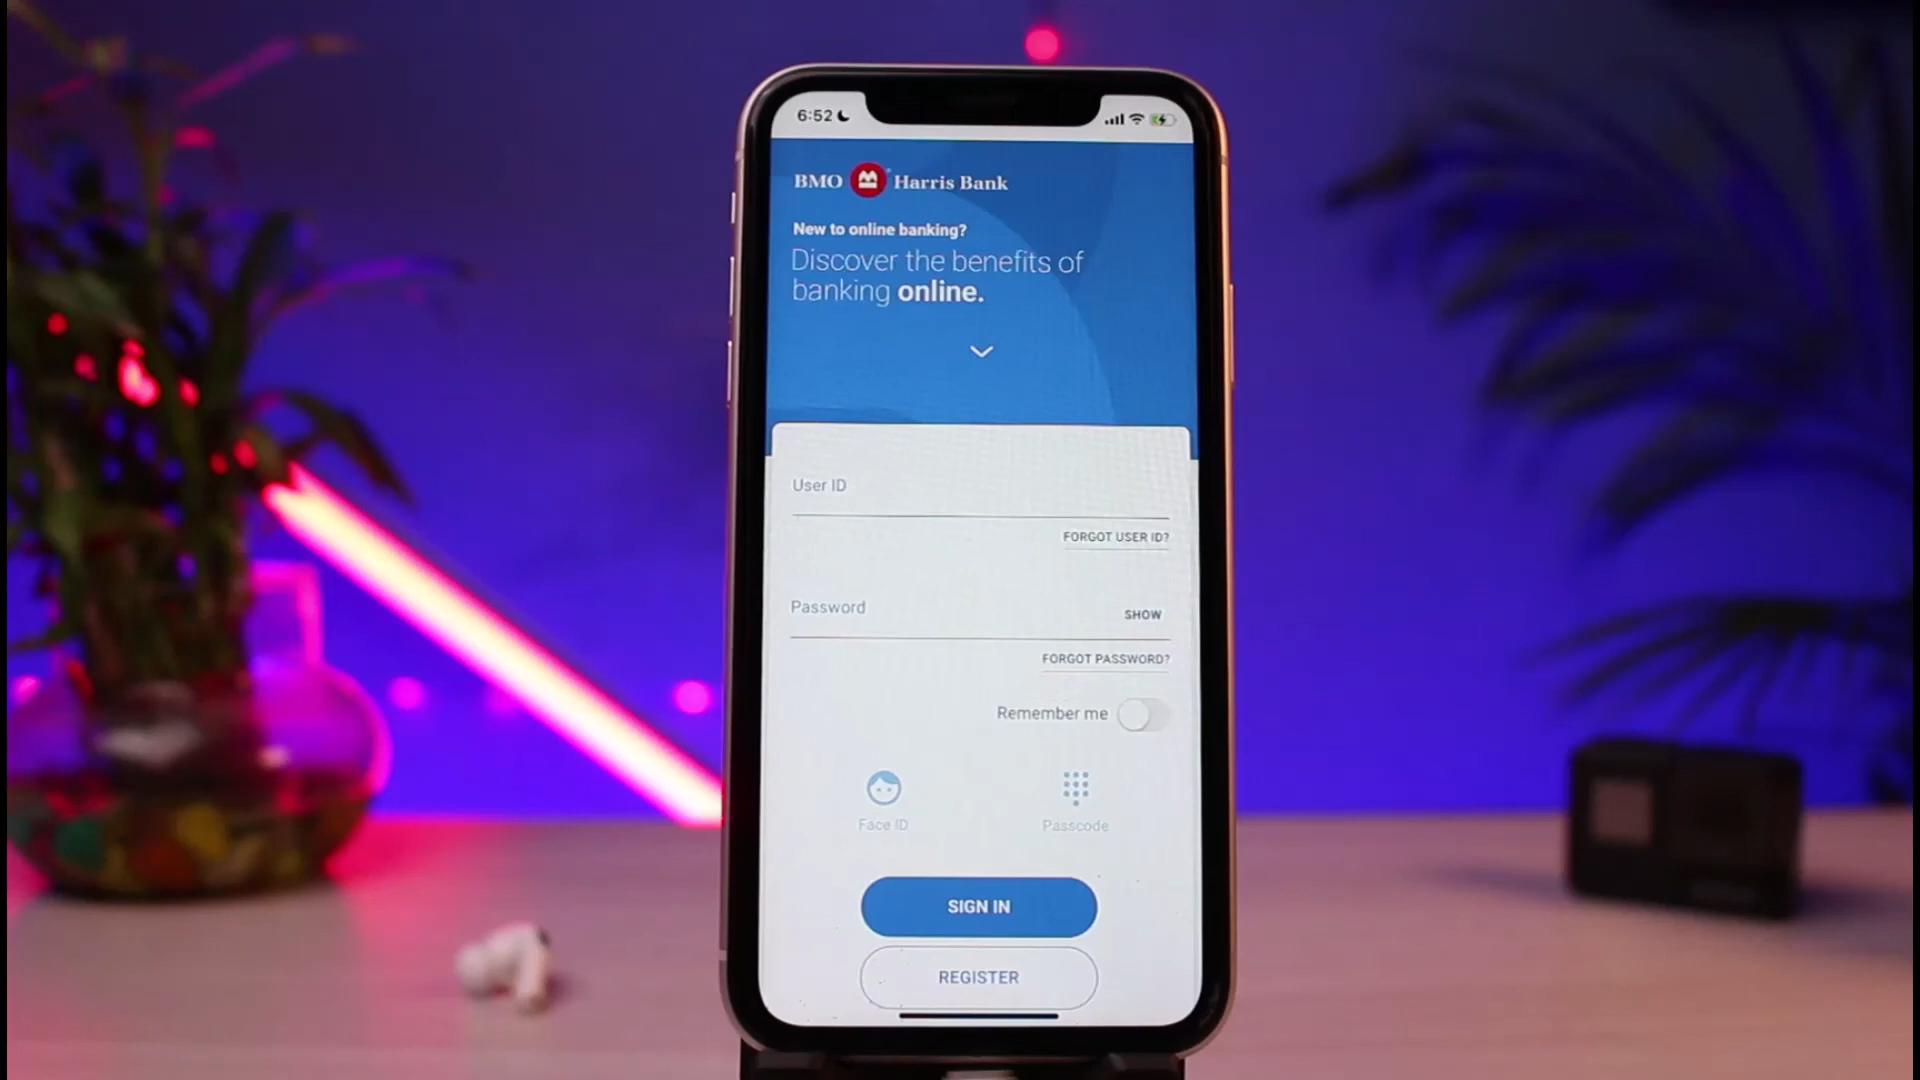 6:52
BMO Harris Bank
New to online banking?
Discover the benefits of
banking online.
User ID
FORGOT USER ID?
Password
SHOW
FORGOT PASSWORD?
Remember me
Face ID
Passcode
SIGN IN
REGISTER